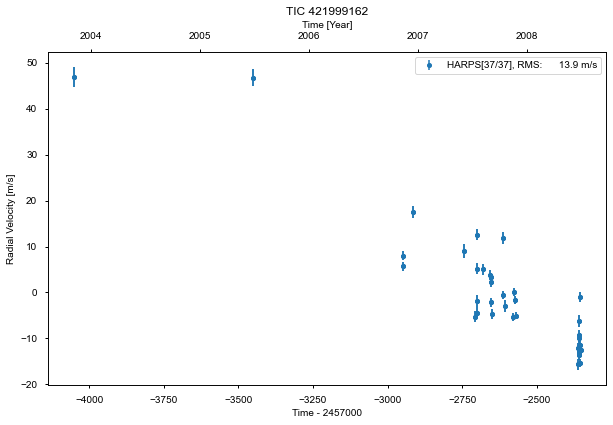 TIC 421999162
Time [Year]
2004 2005 2006 2007 2008
HARPS[37/37], RMS: 13.9 m/s
Radial Velocity [m/s]
50
40
30
20
10
0
−10
−20
−4000 −3750 −3500 −3250 −3000 −2750 −2500
Time - 2457000